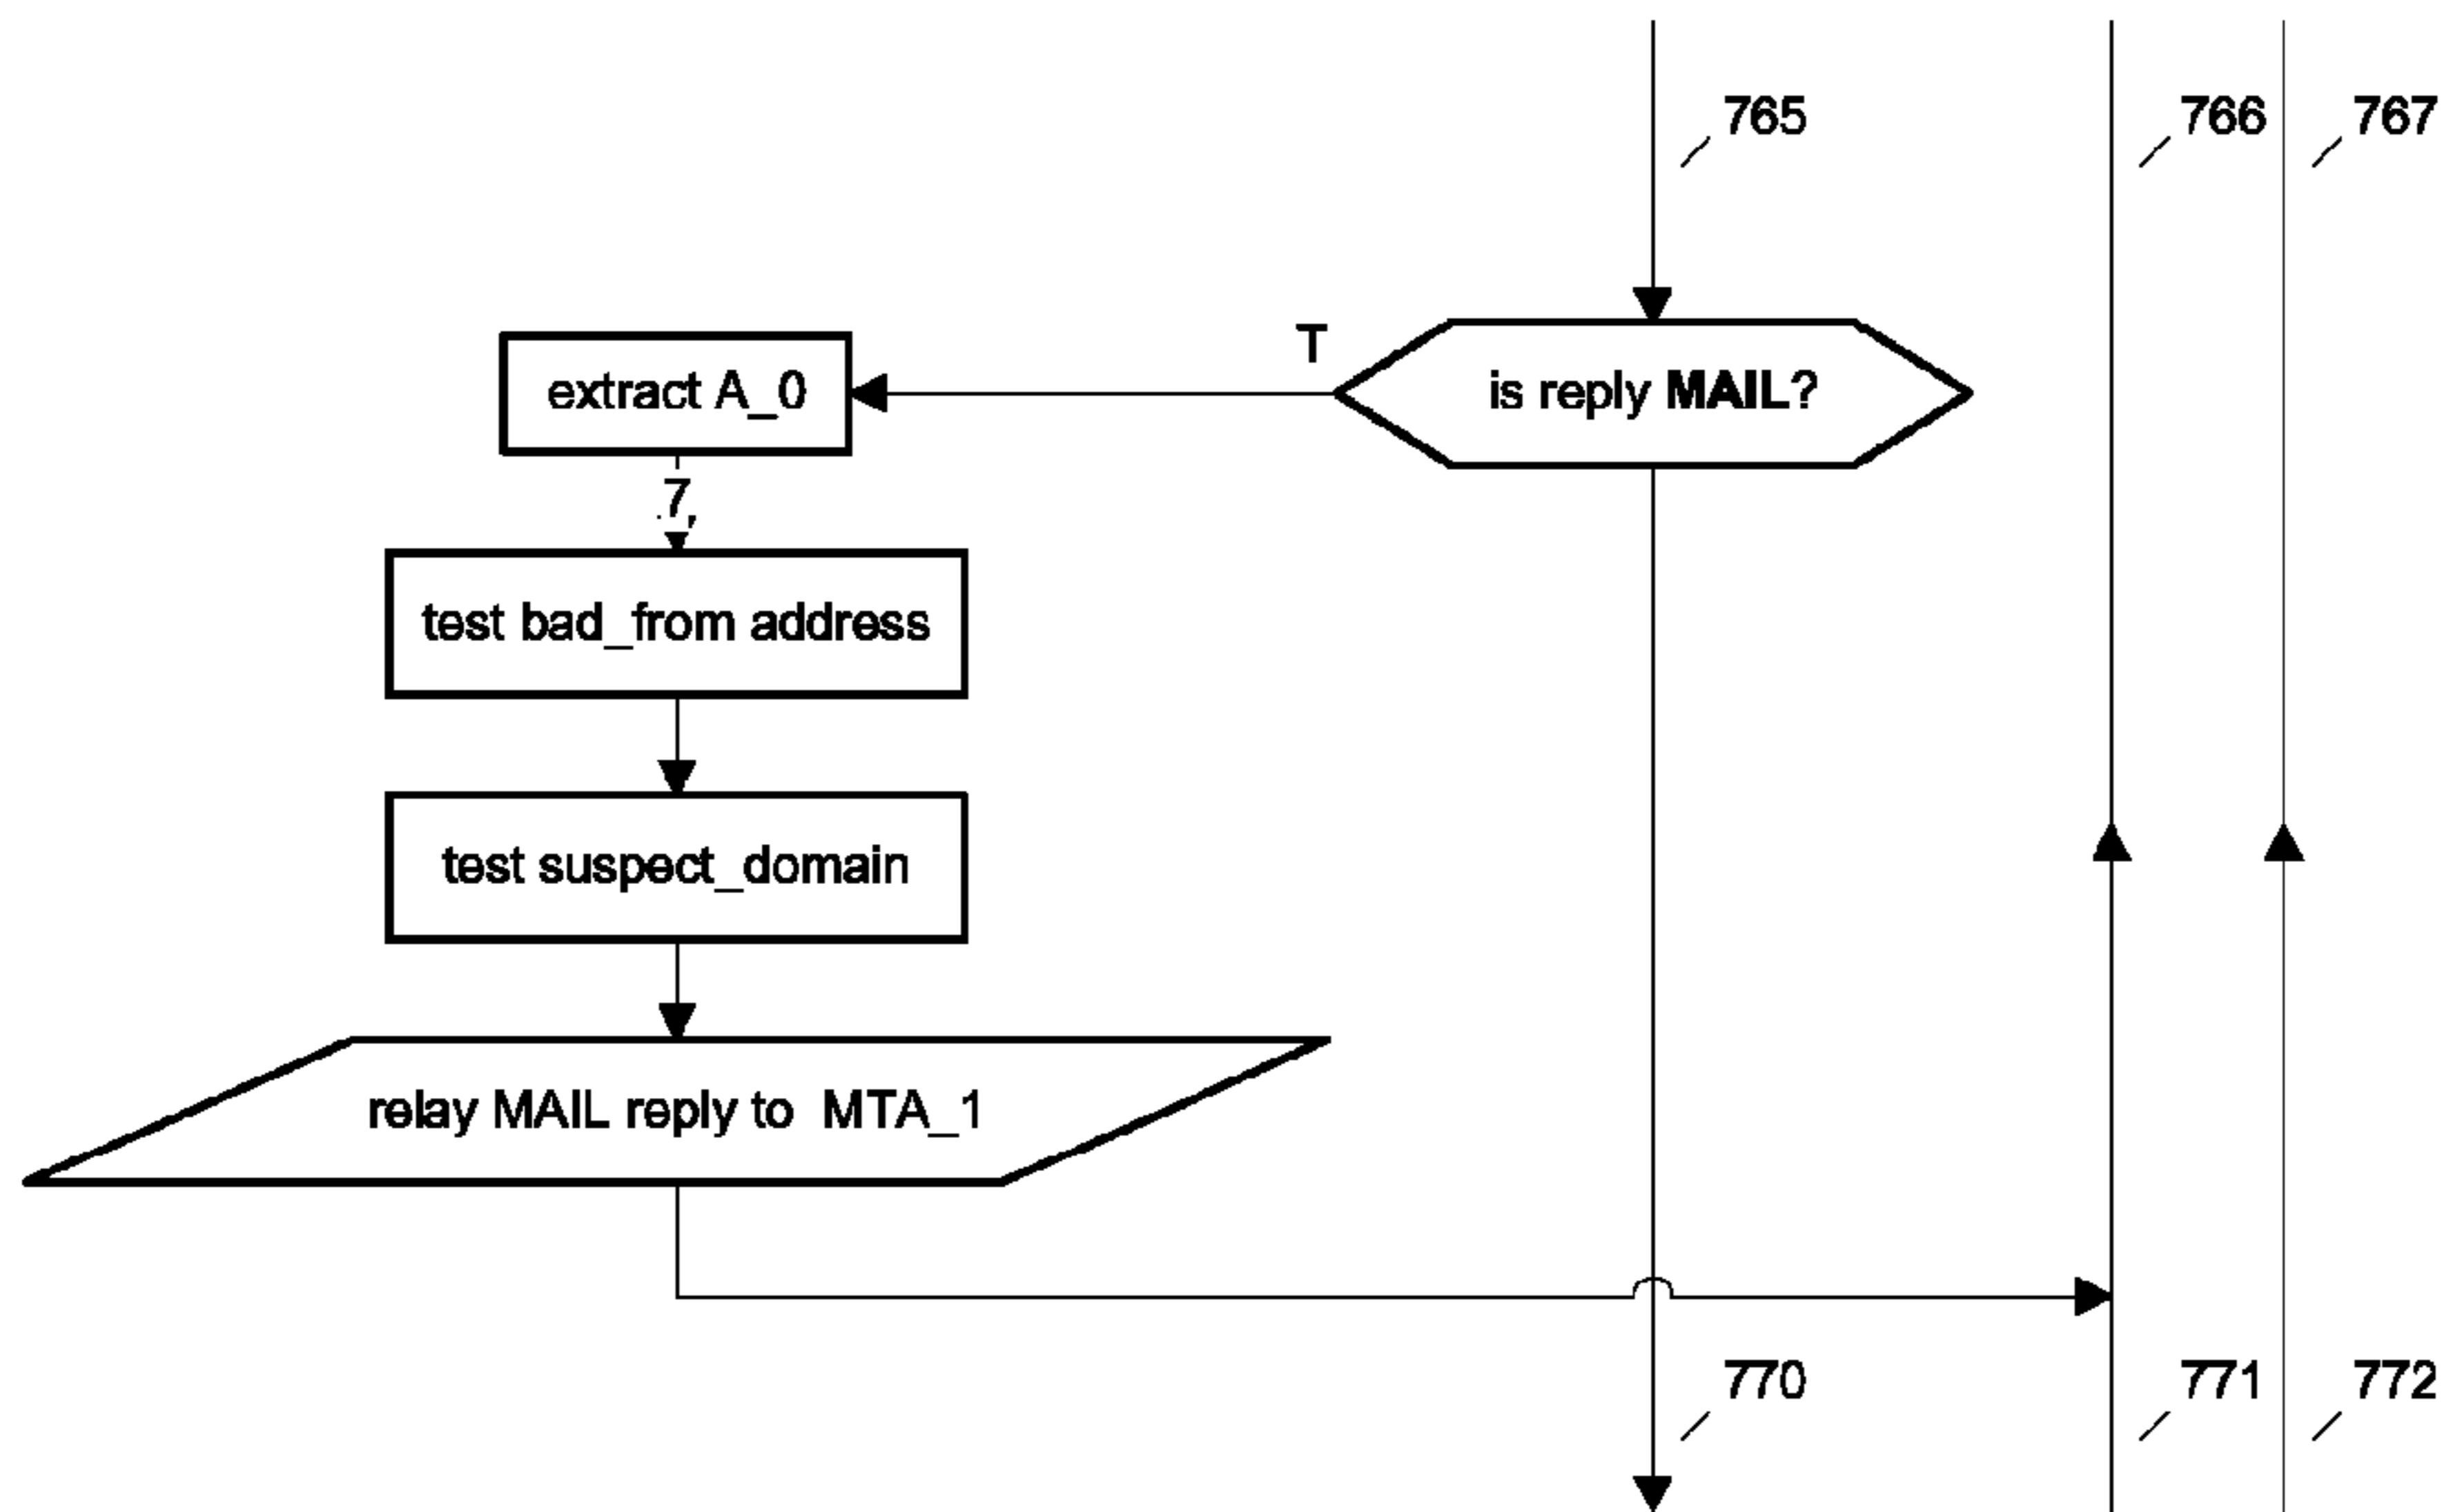 765
766
767
T
extract A_0
is reply MAIL?
7,
test bad_from address
test suspect_domain
relay MAIL reply to MTA_1
770
771
772